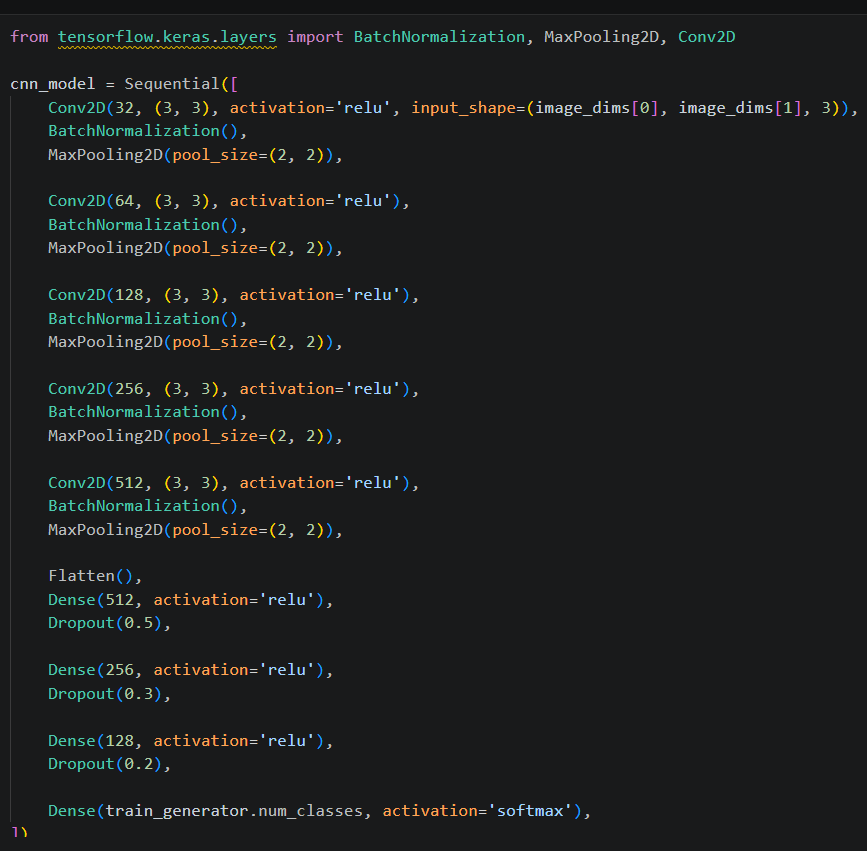 from tensorflow.keras.layers import BatchNormalization, MaxPooling2D, Conv2D

cnn_model = Sequential([
    Conv2D(32, (3, 3), activation='relu', input_shape=(image_dims[0], image_dims[1], 3)),
    BatchNormalization(),
    MaxPooling2D(pool_size=(2, 2)),

    Conv2D(64, (3, 3), activation='relu'),
    BatchNormalization(),
    MaxPooling2D(pool_size=(2, 2)),

    Conv2D(128, (3, 3), activation='relu'),
    BatchNormalization(),
    MaxPooling2D(pool_size=(2, 2)),

    Conv2D(256, (3, 3), activation='relu'),
    BatchNormalization(),
    MaxPooling2D(pool_size=(2, 2)),

    Conv2D(512, (3, 3), activation='relu'),
    BatchNormalization(),
    MaxPooling2D(pool_size=(2, 2)),

    Flatten(),
    Dense(512, activation='relu'),
    Dropout(0.5),

    Dense(256, activation='relu'),
    Dropout(0.3),

    Dense(128, activation='relu'),
    Dropout(0.2),

    Dense(train_generator.num_classes, activation='softmax'),
])